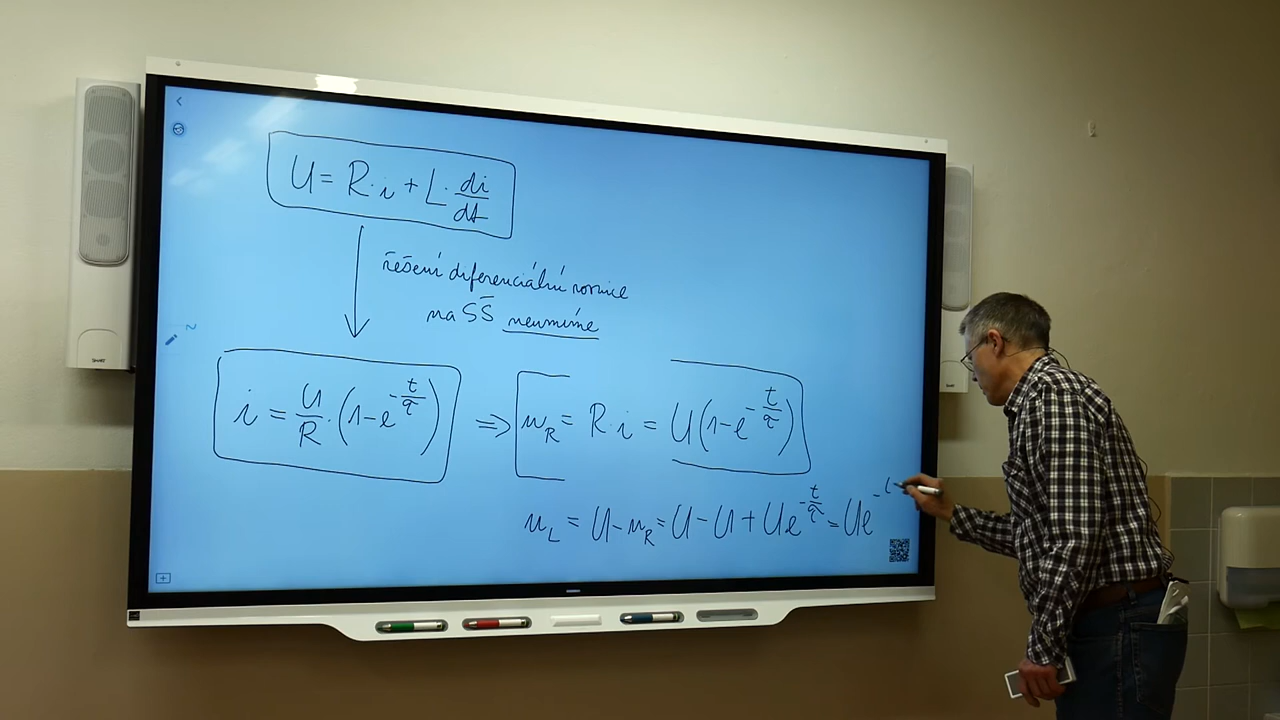 U = R·i + L·di/dt
řešení diferenciální rovnice
na SŠ neumíme
i = U/R·(1-e^-t/τ) ⇒ u_R = R·i = U(1-e^-t/τ)
u_L = U-u_R = U-U+Ue^-t/τ = Ue^-